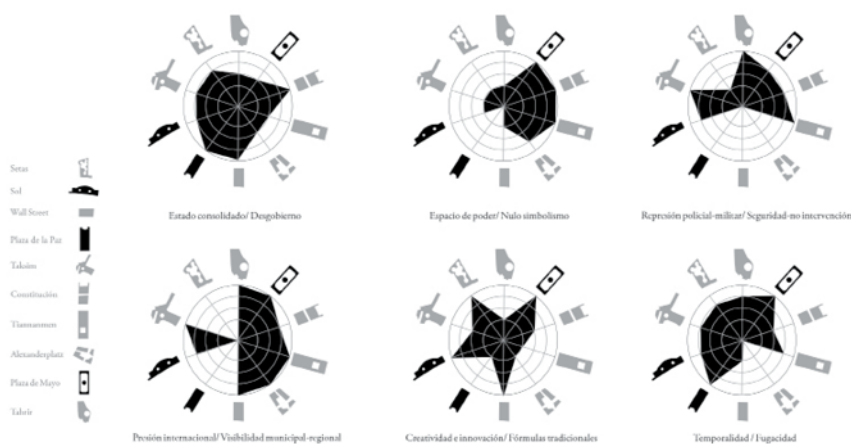 Setas
Sol
Wall Street
Plaza de la Paz
Taksim
Constitución
Tiananmen
Alexanderplatz
Plaza de Mayo
Tahrir
Estado consolidado/ Desgobierno
Espacio de poder/ Nulo simbolismo
Represión policial-militar/ Seguridad-no intervención
Presión internacional/ Visibilidad municipal-regional
Creatividad e innovación/ Fórmulas tradicionales
Temporalidad / Fugacidad